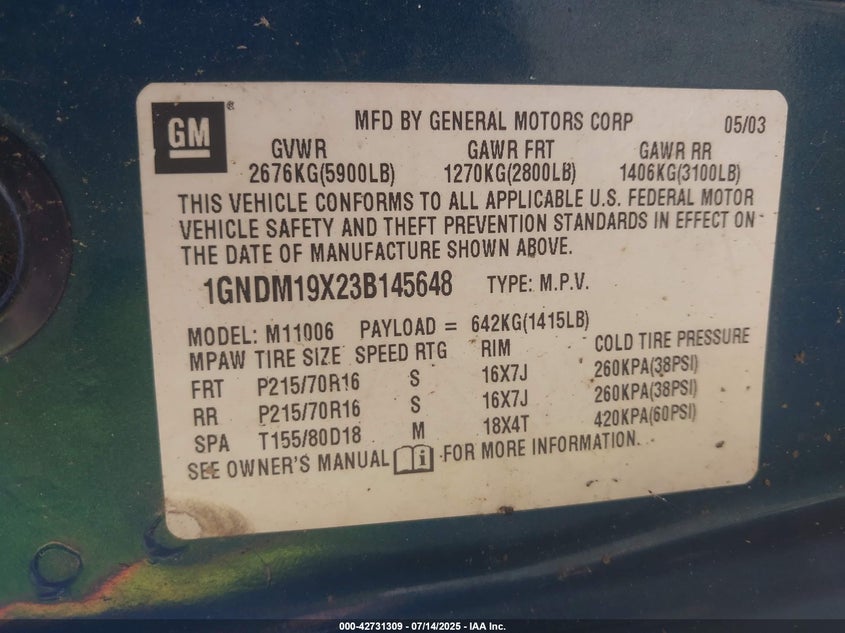 GM®
MFD BY GENERAL MOTORS CORP 05/03
GVWR GAWR FRT GAWR RR
2676KG(5900LB) 1270KG(2800LB) 1406KG(3100LB)
THIS VEHICLE CONFORMS TO ALL APPLICABLE U.S. FEDERAL MOTOR
VEHICLE SAFETY AND THEFT PREVENTION STANDARDS IN EFFECT ON
THE DATE OF MANUFACTURE SHOWN ABOVE.
1GNDM19X23B145648 TYPE: M.P.V.
MODEL: M11006 PAYLOAD = 642KG(1415LB)
MPAW TIRE SIZE SPEED RTG RIM COLD TIRE PRESSURE
FRT P215/70R16 S 16X7J 260KPA(38PSI)
RR P215/70R16 S 16X7J 260KPA(38PSI)
SPA T155/80D18 M 18X4T 420KPA(60PSI)
SEE OWNER'S MANUAL i FOR MORE INFORMATION.
000-42731309 - 07/14/2025 - IAA Inc.